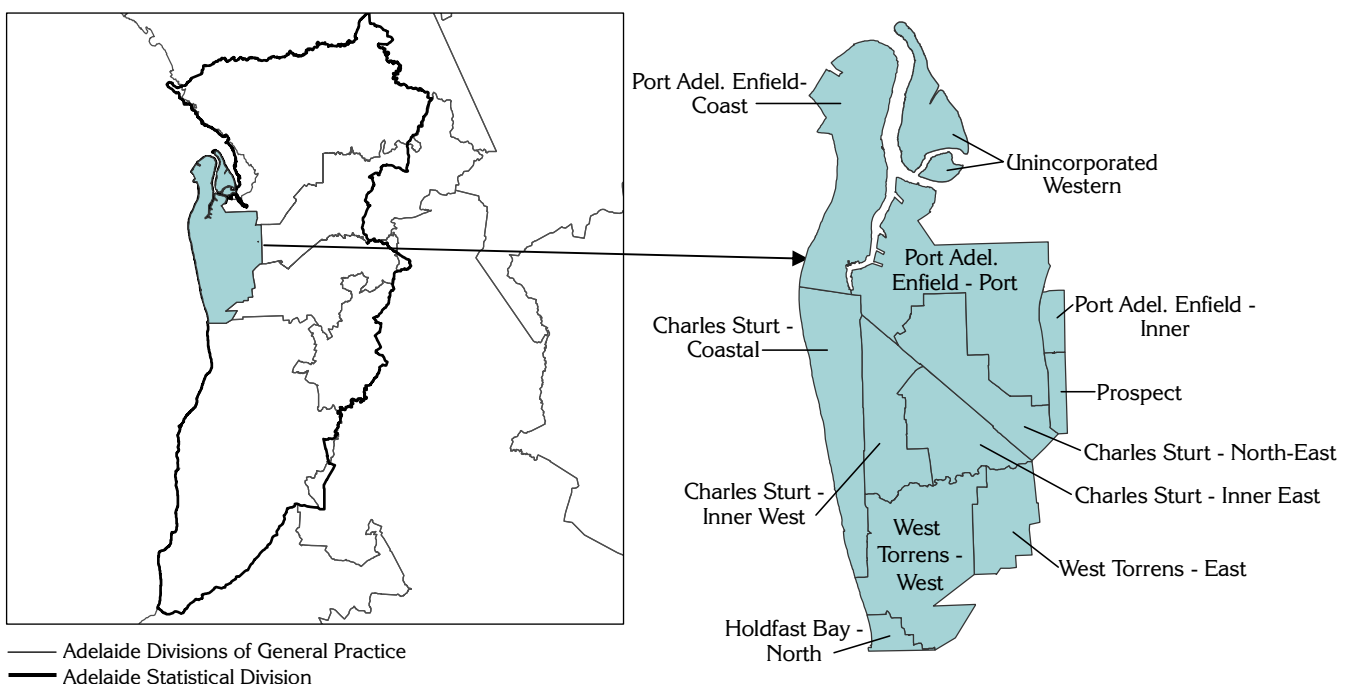 Port Adel. Enfield-
Coast
Unincorporated
Western
Port Adel.
Enfield - Port
Port Adel. Enfield -
Inner
Charles Sturt -
Coastal
Prospect
Charles Sturt - North-East
Charles Sturt - Inner East
Charles Sturt -
Inner West
West
Torrens -
West
West Torrens - East
Holdfast Bay -
North
Adelaide Divisions of General Practice
Adelaide Statistical Division